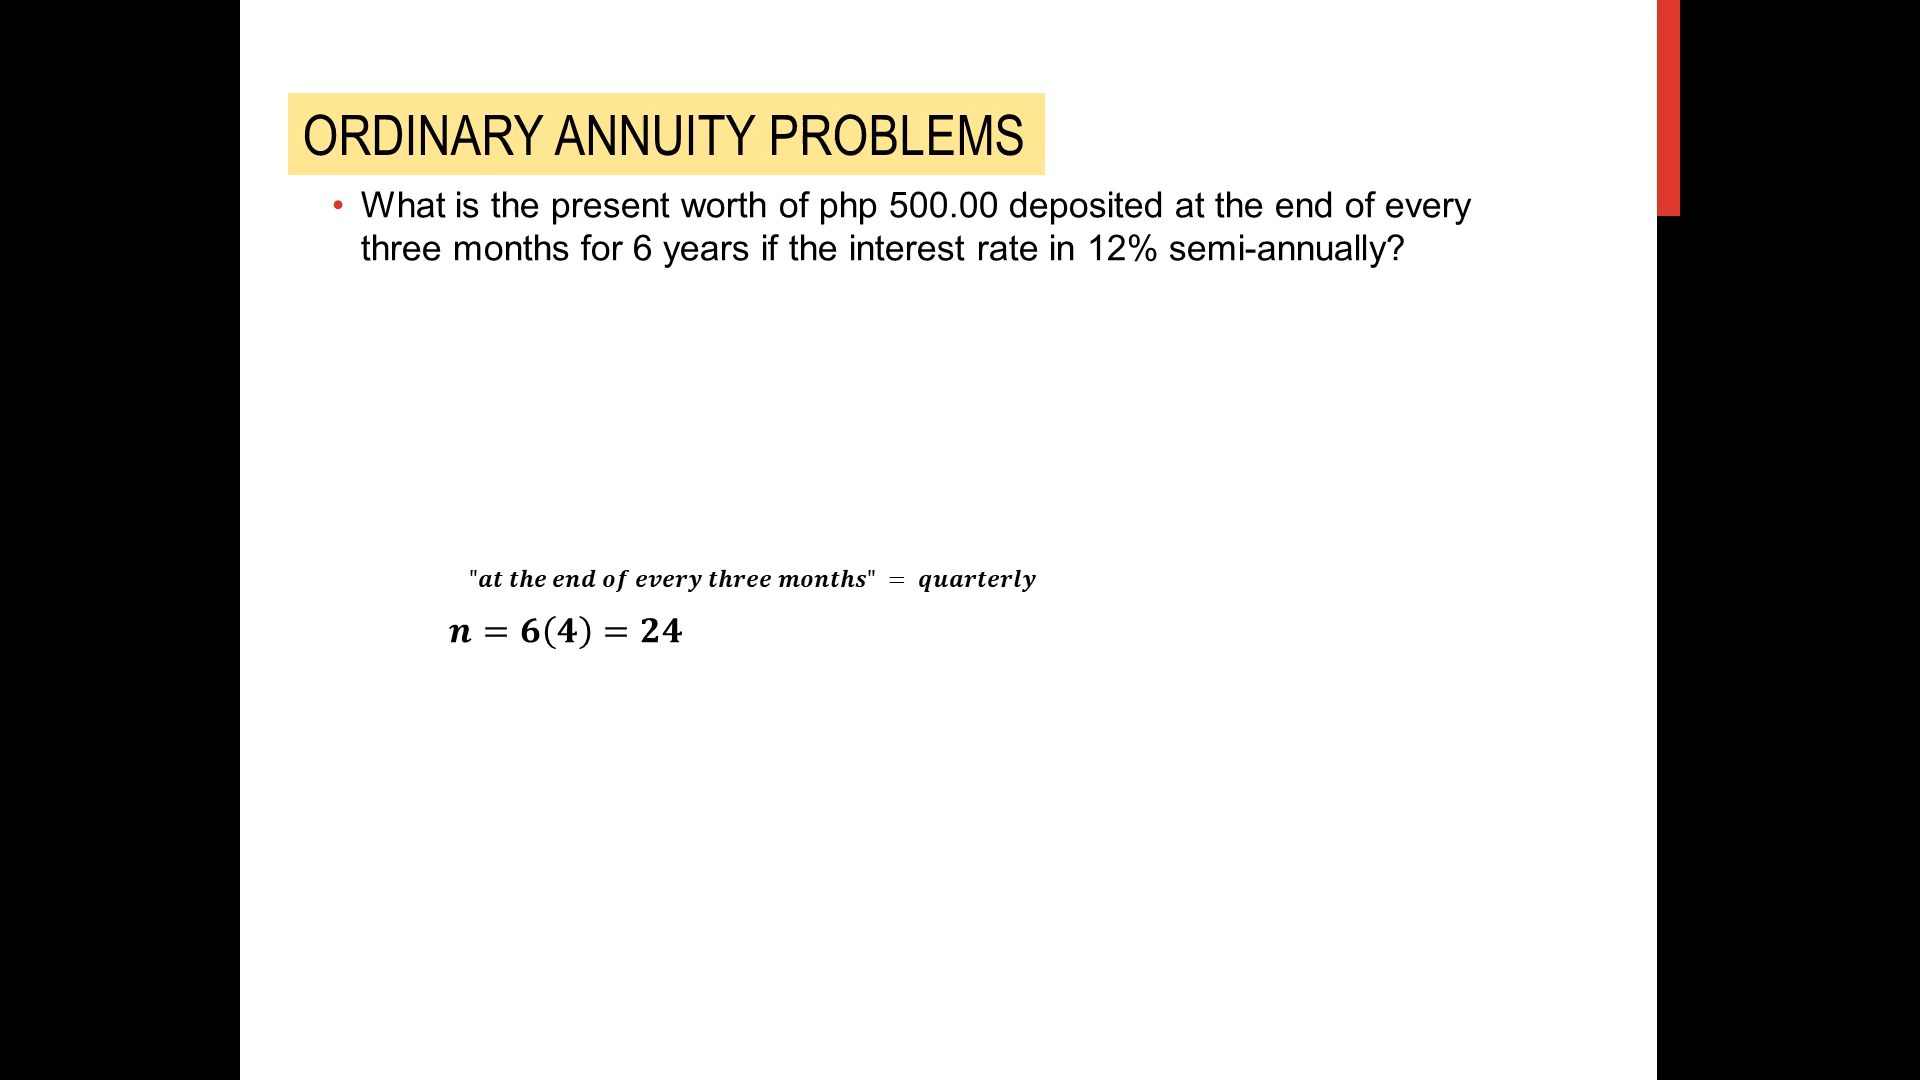 ORDINARY ANNUITY PROBLEMS
• What is the present worth of php 500.00 deposited at the end of every
three months for 6 years if the interest rate in 12% semi-annually?
"at the end of every three months" = quarterly
n = 6(4) = 24